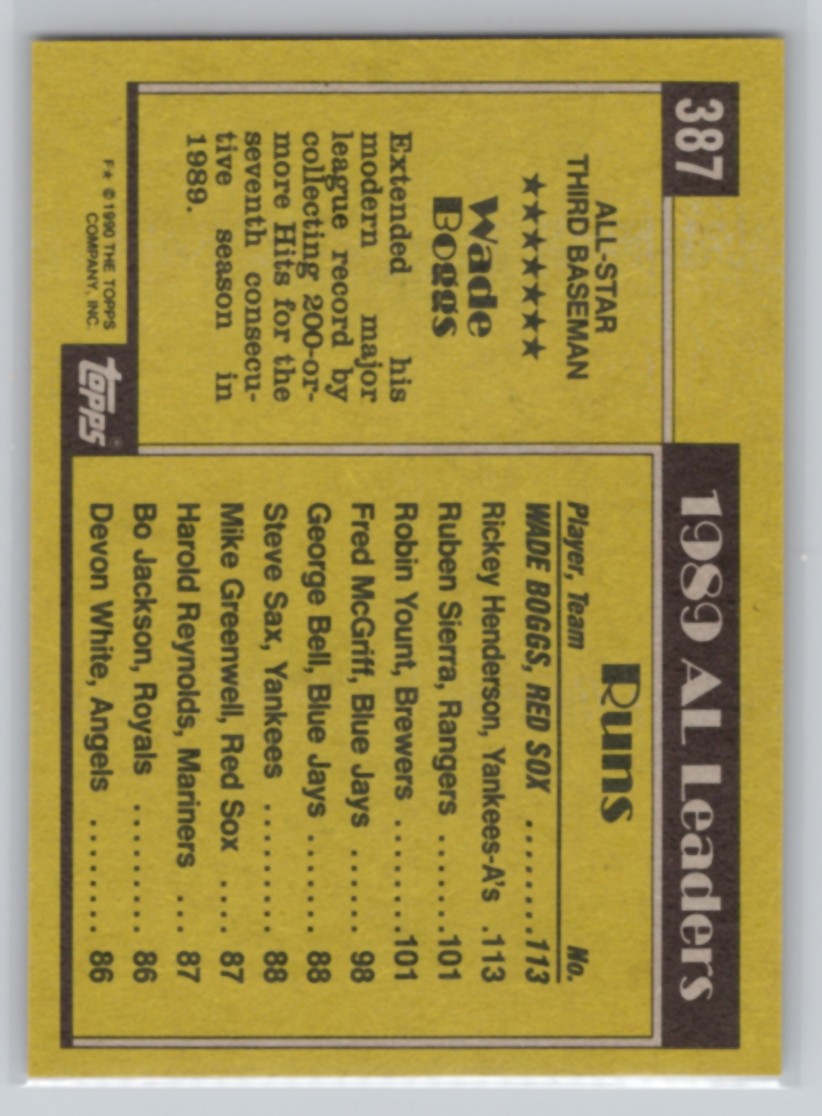 387
ALL-STAR
THIRD BASEMAN
★★★★★★★
Wade
Boggs
Extended his
modern major
league record by
collecting 200-or-
more Hits for the
seventh consecu-
tive season in
1989.
F* © 1990 THE TOPPS
COMPANY, INC.
topps®
1989 AL Leaders
Runs
Player, Team No.
WADE BOGGS, RED SOX ........113
Rickey Henderson, Yankees-A's .113
Ruben Sierra, Rangers .......101
Robin Yount, Brewers .........101
Fred McGriff, Blue Jays ...... 98
George Bell, Blue Jays ....... 88
Steve Sax, Yankees ......... 88
Mike Greenwell, Red Sox .... 87
Harold Reynolds, Mariners ... 87
Bo Jackson, Royals ......... 86
Devon White, Angels ........ 86